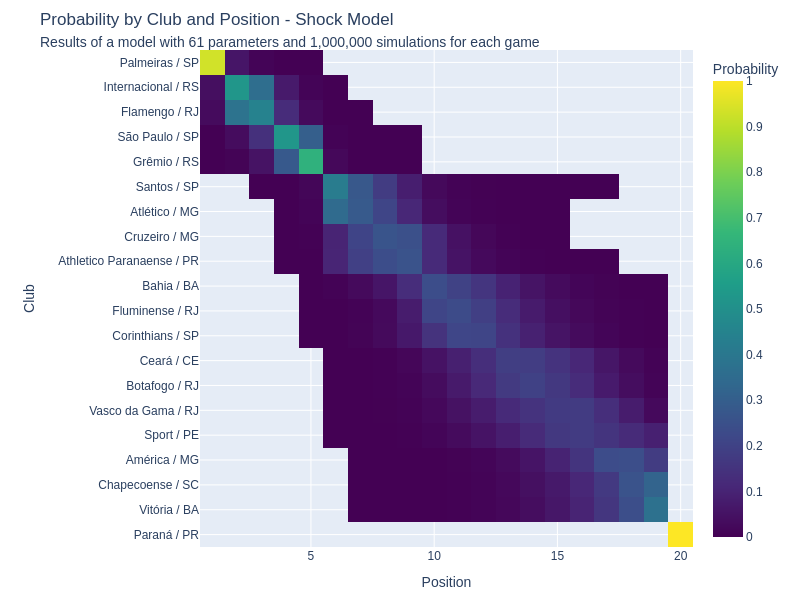 Probability by Club and Position - Shock Model
Results of a model with 61 parameters and 1,000,000 simulations for each game
Probability
Club
Palmeiras / SP
Internacional / RS
Flamengo / RJ
São Paulo / SP
Grêmio / RS
Santos / SP
Atlético / MG
Cruzeiro / MG
Athletico Paranaense / PR
Bahia / BA
Fluminense / RJ
Corinthians / SP
Ceará / CE
Botafogo / RJ
Vasco da Gama / RJ
Sport / PE
América / MG
Chapecoense / SC
Vitória / BA
Paraná / PR
5
10
15
20
Position
1
0.9
0.8
0.7
0.6
0.5
0.4
0.3
0.2
0.1
0